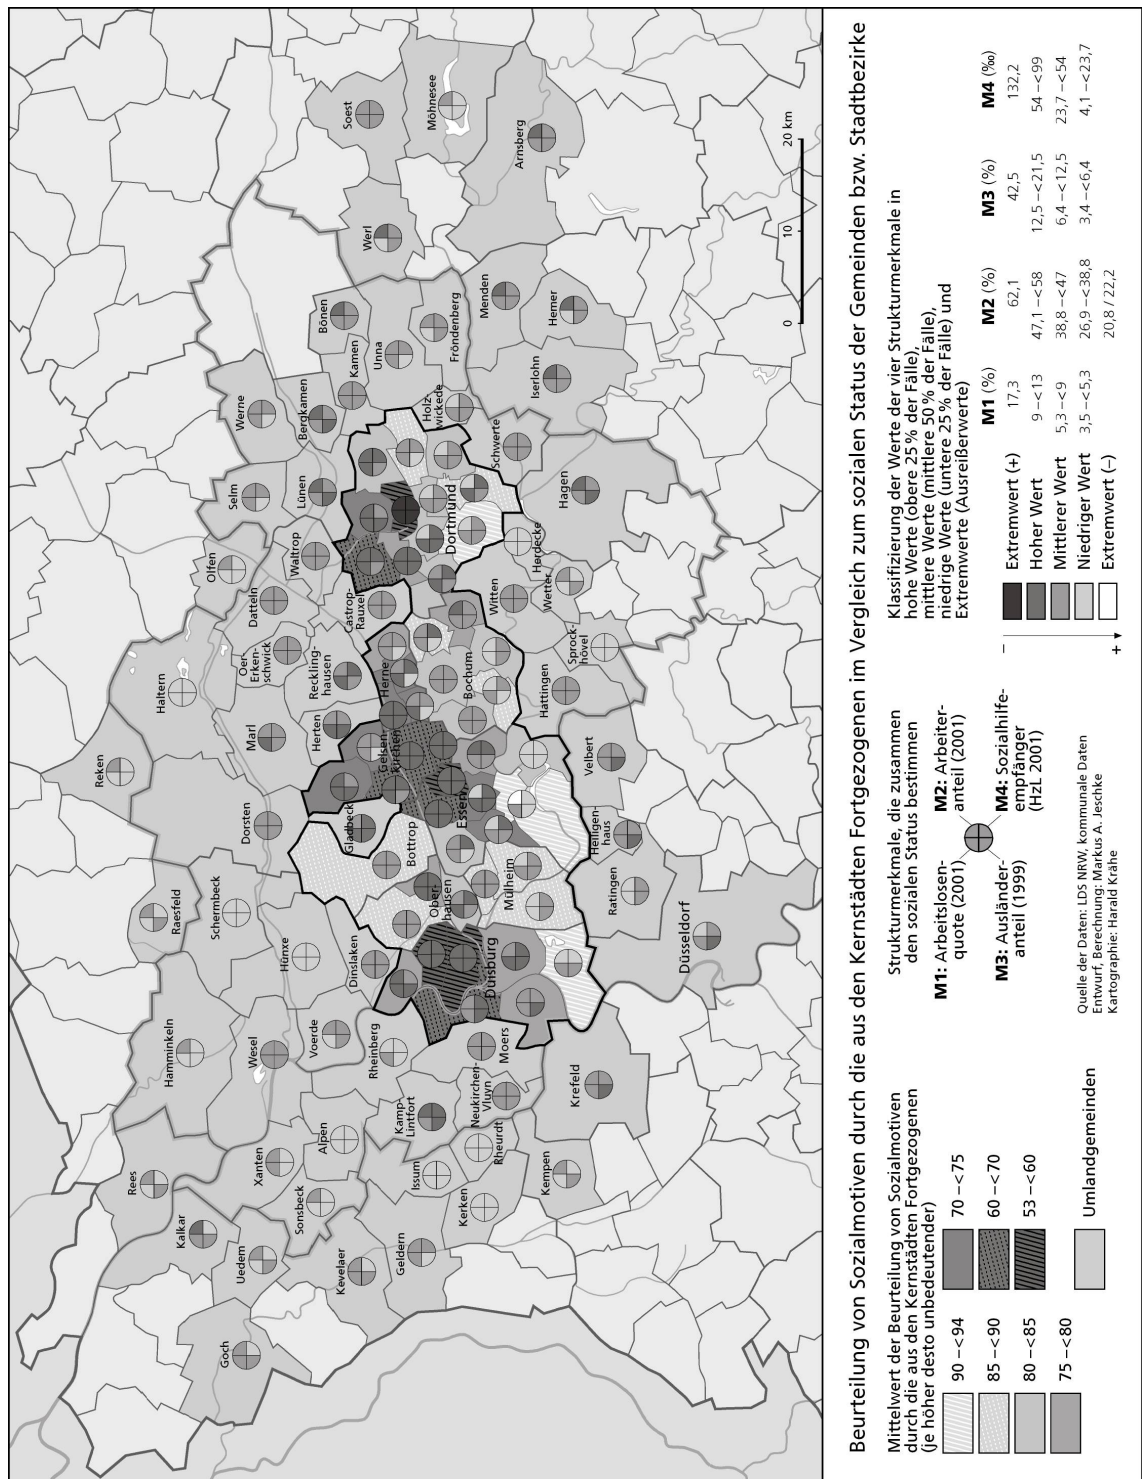 Soest
Möhnesee
Arnsberg
Werl
Bönen
Kamen
Unna
Fröndenberg
Menden
Hemer
Iserlohn
Werne
Bergkamen
Holz-
wickede
Schwerte
Selm
Lünen
Hagen
Dortmund
Olfen
Waltrop
Herdecke
Datteln
Castrop-
Rauxel
Witten
Wetter
Oer-
Erken-
schwick
Reckling-
hausen
Herne
Bochum
Sprock-
hövel
Hattingen
Haltern
Marl
Herten
Gelsen-
kirchen
Velbert
Reken
Dorsten
Gladbeck
Bottrop
Essen
Heiligen-
haus
Raesfeld
Schermbeck
Ober-
hausen
Mülheim
Ratingen
Hünxe
Dinslaken
Duisburg
Düsseldorf
Hamminkeln
Wesel
Voerde
Rheinberg
Moers
Krefeld
Kamp-
Lintfort
Neukirchen-
Vluyn
Rheurdt
Alpen
Issum
Kempen
Rees
Xanten
Sonsbeck
Kerken
Kalkar
Uedem
Kevelaer
Geldern
Goch
0 10 20 km
Beurteilung von Sozialmotiven durch die aus den Kernstädten Fortgezogenen im Vergleich zum sozialen Status der Gemeinden bzw. Stadtbezirke
Mittelwert der Beurteilung von Sozialmotiven
durch die aus den Kernstädten Fortgezogenen
(je höher desto unbedeutender)
90 –<94
85 –<90
80 –<85
75 –<80
70 –<75
60 –<70
53 –<60
Umlandgemeinden
Strukturmerkmale, die zusammen
den sozialen Status bestimmen
M1: Arbeitslosen-
quote (2001)
M2: Arbeiter-
anteil (2001)
M3: Ausländer-
anteil (1999)
M4: Sozialhilfe-
empfänger
(HzL 2001)
Quelle der Daten: LDS NRW, kommunale Daten
Entwurf, Berechnung: Markus A. Jeschke
Kartographie: Harald Krähe
Klassifizierung der Werte der vier Strukturmerkmale in
hohe Werte (obere 25 % der Fälle),
mittlere Werte (mittlere 50 % der Fälle),
niedrige Werte (untere 25 % der Fälle) und
Extremwerte (Ausreißerwerte)
M1 (%) M2 (%) M3 (%) M4 (‰)
– Extremwert (+) 17,3 62,1 42,5 132,2
Hoher Wert 9 –<13 47,1 –<58 12,5 –<21,5 54 –<99
Mittlerer Wert 5,3 –<9 38,8 –<47 6,4 –<12,5 23,7 –<54
Niedriger Wert 3,5 –<5,3 26,9 –<38,8 3,4 –<6,4 4,1 –<23,7
+ Extremwert (–) 20,8 / 22,2